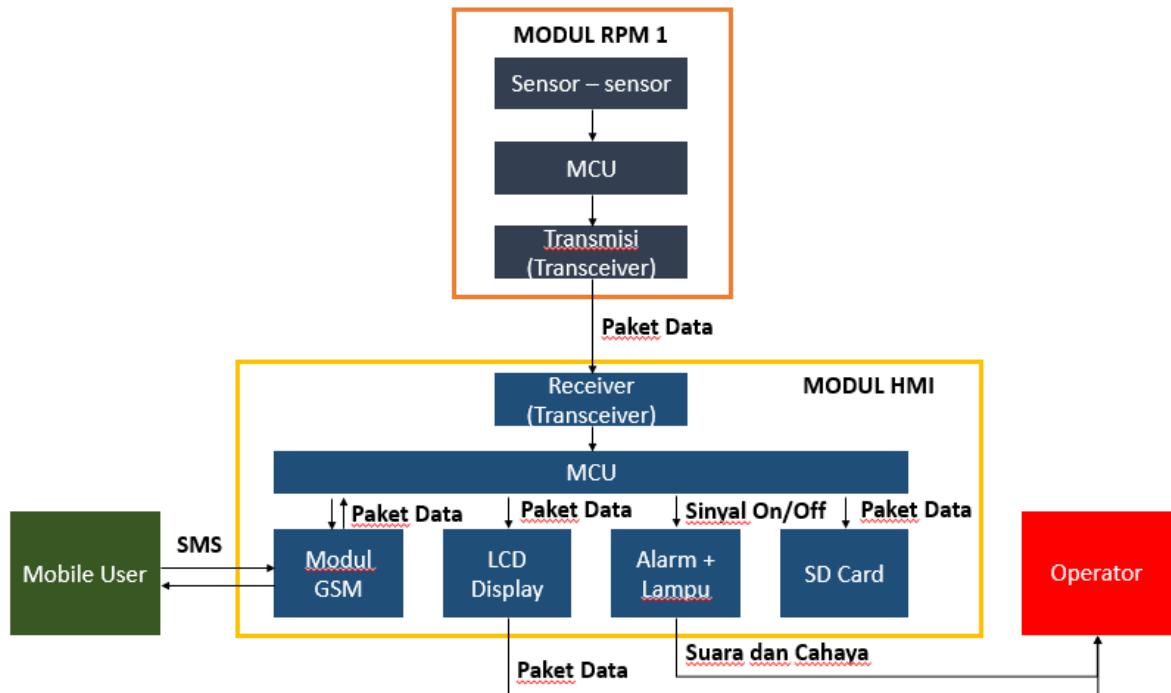 MODUL RPM 1
Sensor – sensor
MCU
Transmisi
(Transceiver)
Paket Data
Receiver
(Transceiver)
MODUL HMI
MCU
Paket Data
Paket Data
Sinyal On/Off
Paket Data
SMS
Mobile User
Modul
GSM
LCD
Display
Alarm +
Lampu
SD Card
Operator
Suara dan Cahaya
Paket Data